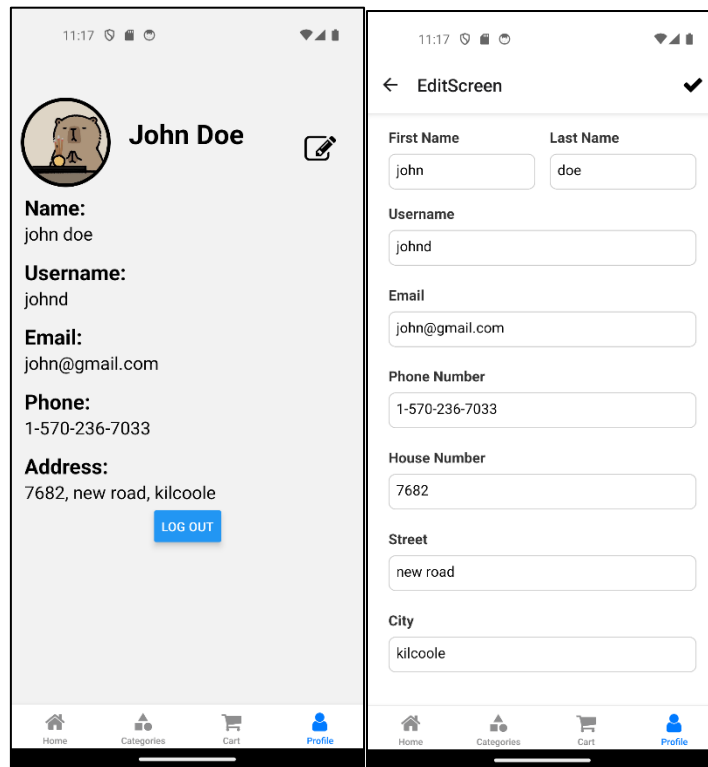 11:17
John Doe
Name:
john doe
Username:
johnd
Email:
john@gmail.com
Phone:
1-570-236-7033
Address:
7682, new road, kilcoole
LOG OUT
Home Categories Cart Profile
11:17
EditScreen
First Name Last Name
john doe
Username
johnd
Email
john@gmail.com
Phone Number
1-570-236-7033
House Number
7682
Street
new road
City
kilcoole
Home Categories Cart Profile